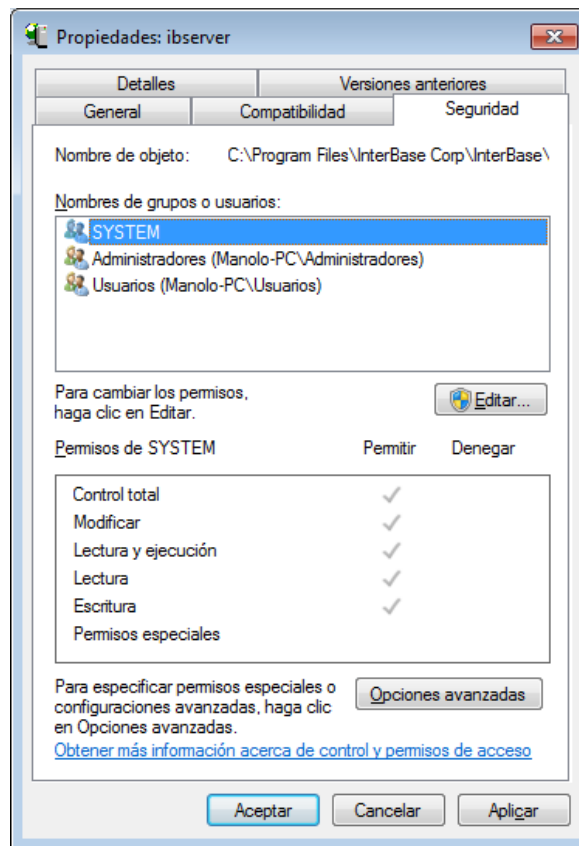 Propiedades: ibserver
Detalles
Versiones anteriores
General
Compatibilidad
Seguridad
Nombre de objeto: C:\Program Files\InterBase Corp\InterBase\
Nombres de grupos o usuarios:
SYSTEM
Administradores (Manolo-PC\Administradores)
Usuarios (Manolo-PC\Usuarios)
Para cambiar los permisos,
haga clic en Editar.
Editar...
Permisos de SYSTEM Permitir Denegar
Control total
Modificar
Lectura y ejecución
Lectura
Escritura
Permisos especiales
Para especificar permisos especiales o
configuraciones avanzadas, haga clic
en Opciones avanzadas.
Opciones avanzadas
Obtener más información acerca de control y permisos de acceso
Aceptar
Cancelar
Aplicar